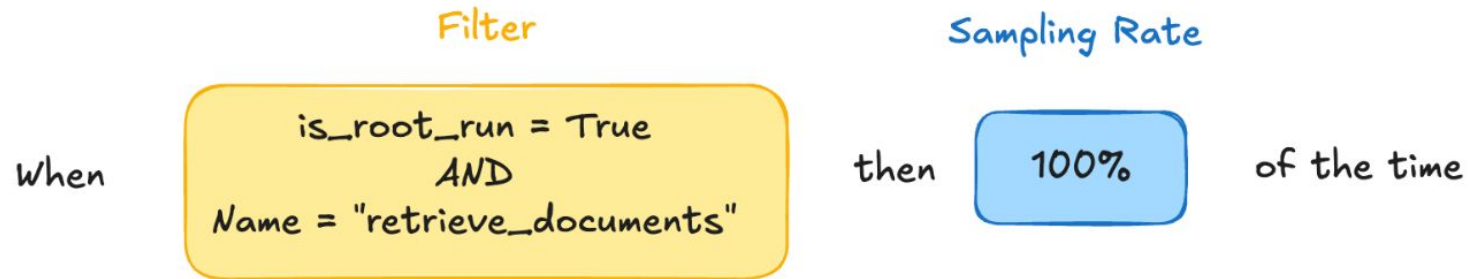 Filter
Sampling Rate
When
is_root_run = True
AND
Name = "retrieve_documents"
then
100%
of the time